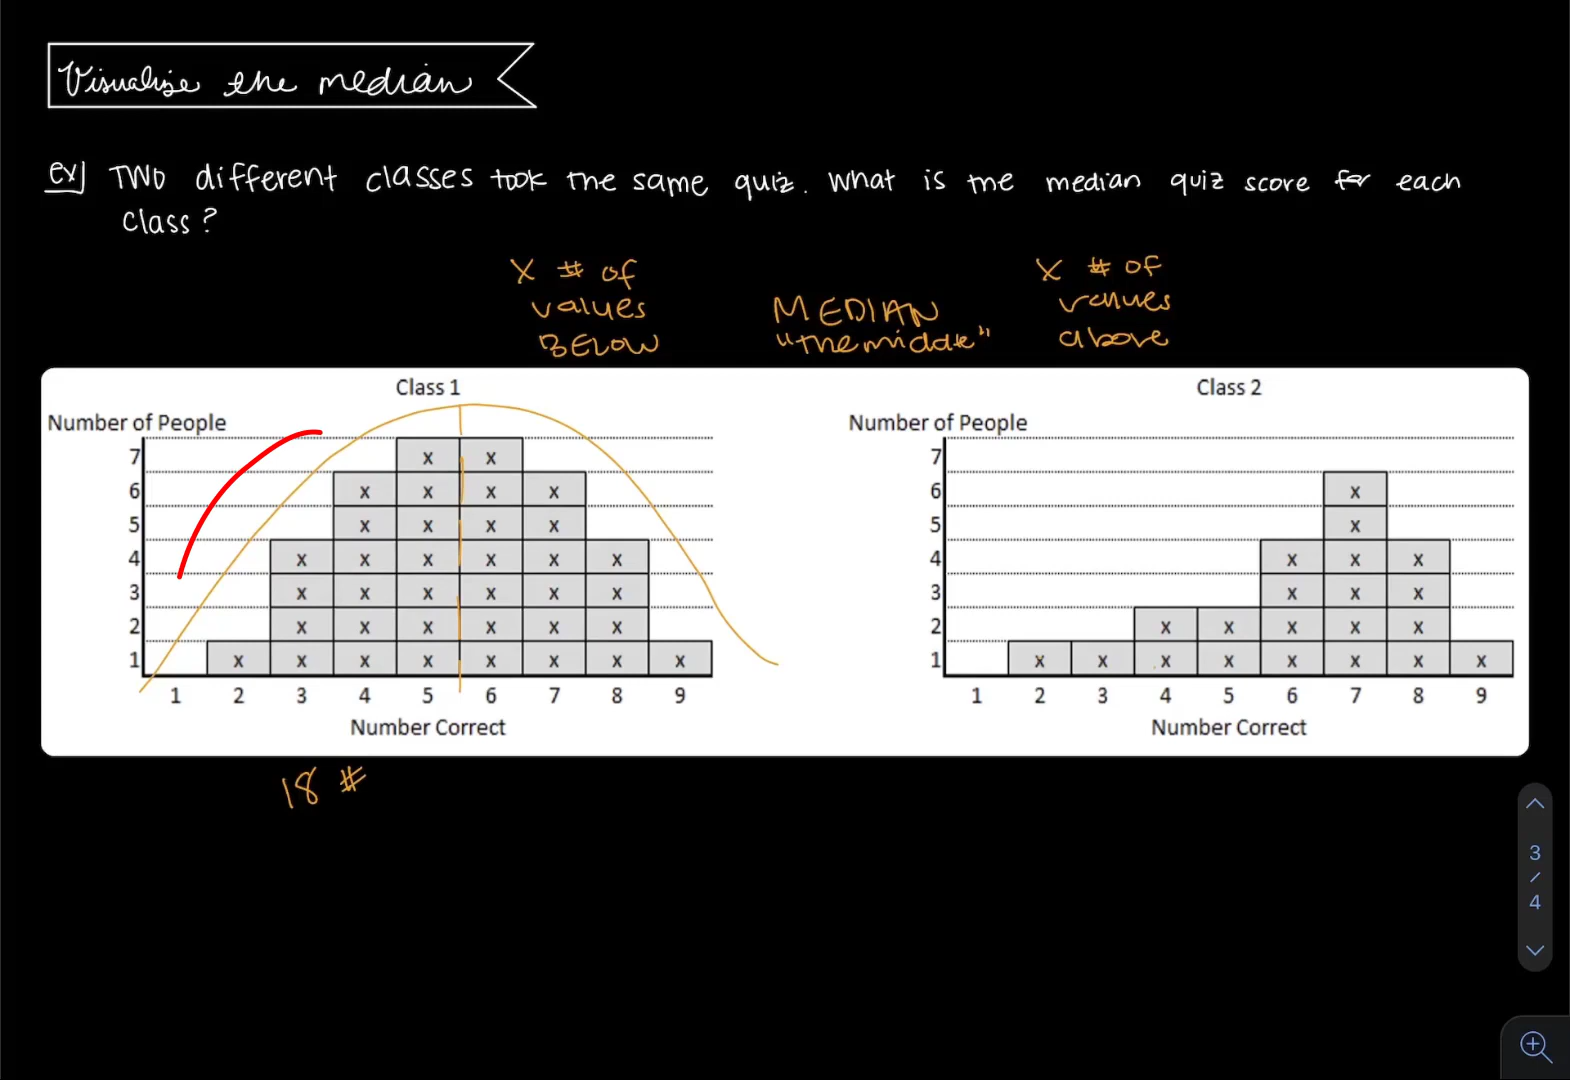 Visualize the median
ex] Two different classes took the same quiz. What is the median quiz score for each
class?
X # of
values
BELOW
MEDIAN
"the middle"
X # of
values
above
Class 1
Number of People
7 x x
6 x x x x
5 x x x x
4 x x x x x x
3 x x x x x x
2 x x x x x x
1 x x x x x x x x
1 2 3 4 5 6 7 8 9
Number Correct
Class 2
Number of People
7
6 x
5 x
4 x x x
3 x x x
2 x x x x x
1 x x x x x x x x
1 2 3 4 5 6 7 8 9
Number Correct
18 #
3
/
4